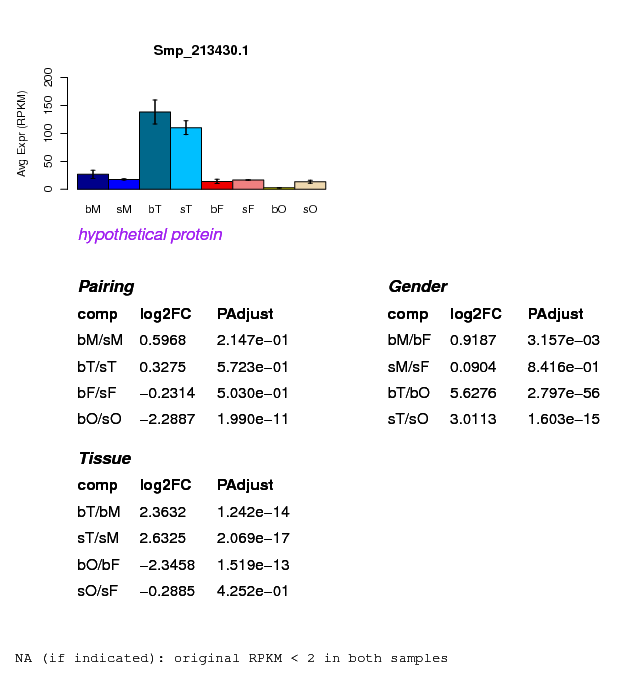 Smp_213430.1
Avg Expr (RPKM)
200
150
100
50
0
bM sM bT sT bF sF bO sO
hypothetical protein
Pairing
comp log2FC PAdjust
bM/sM 0.5968 2.147e−01
bT/sT 0.3275 5.723e−01
bF/sF −0.2314 5.030e−01
bO/sO −2.2887 1.990e−11
Gender
comp log2FC PAdjust
bM/bF 0.9187 3.157e−03
sM/sF 0.0904 8.416e−01
bT/bO 5.6276 2.797e−56
sT/sO 3.0113 1.603e−15
Tissue
comp log2FC PAdjust
bT/bM 2.3632 1.242e−14
sT/sM 2.6325 2.069e−17
bO/bF −2.3458 1.519e−13
sO/sF −0.2885 4.252e−01
NA (if indicated): original RPKM < 2 in both samples